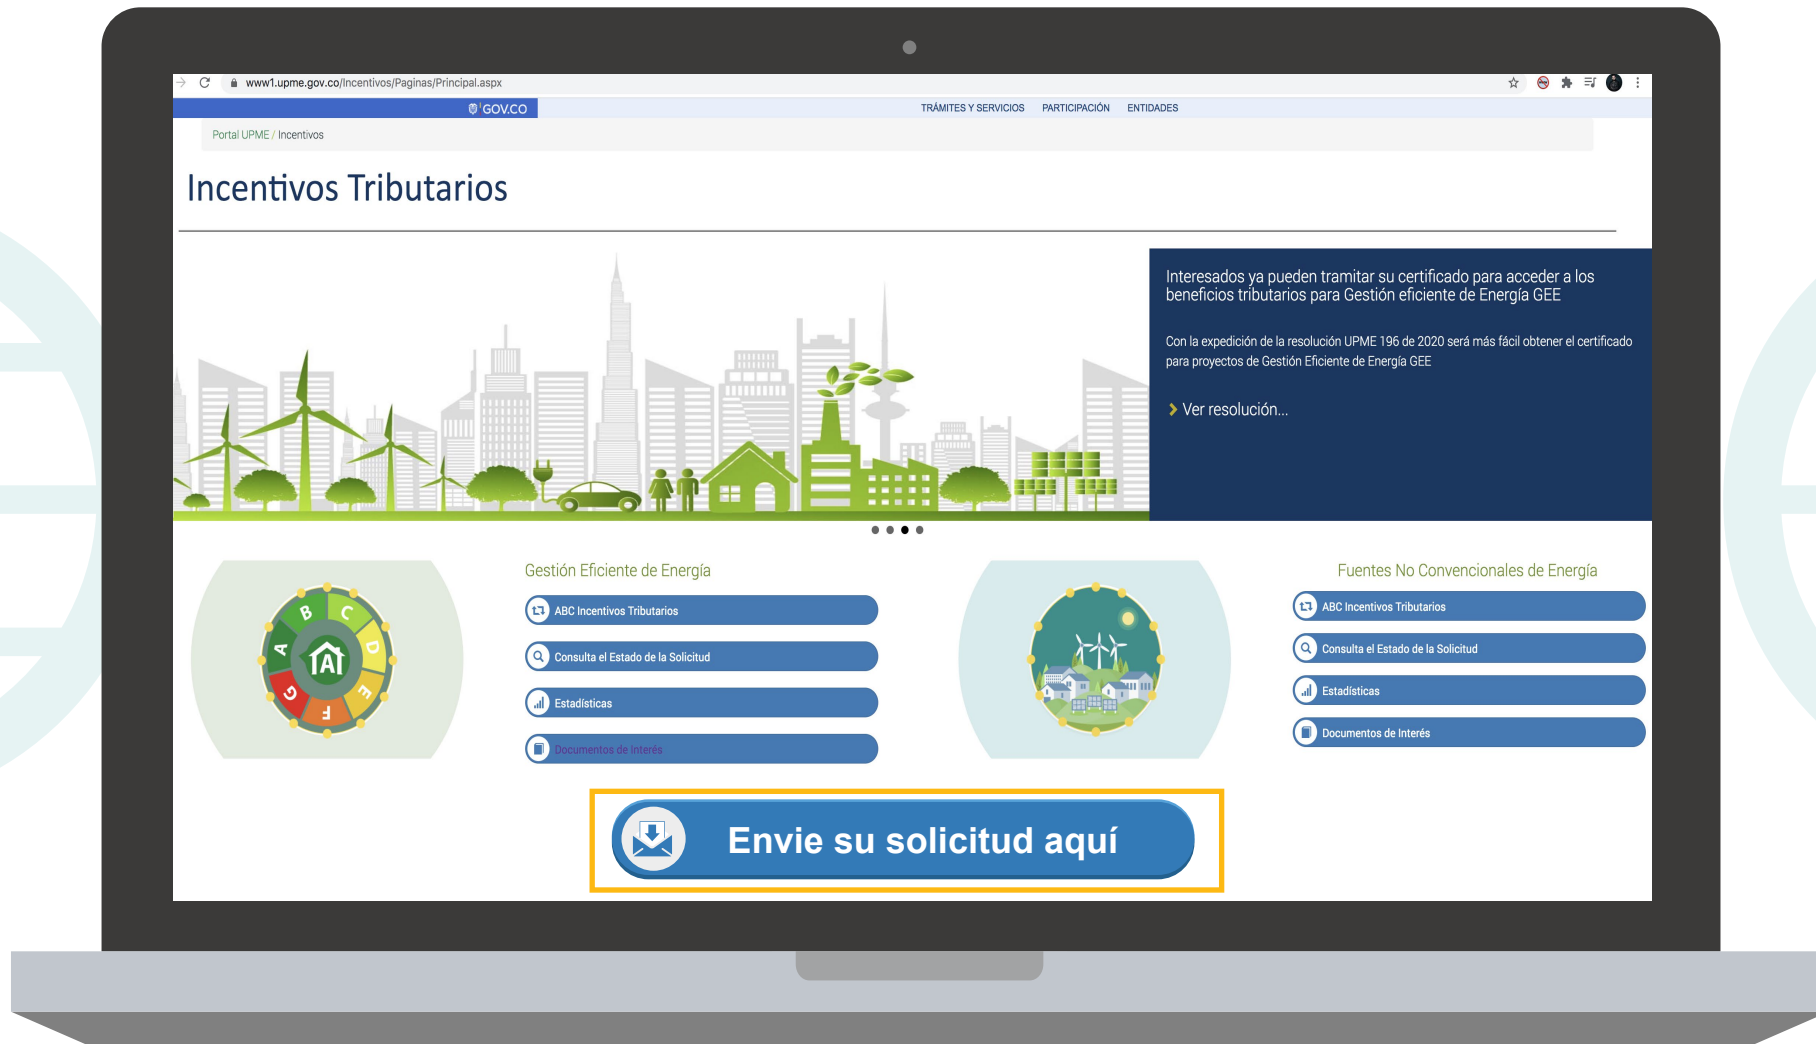 www1.upme.gov.co/Incentivos/Paginas/Principal.aspx
GOV.CO
TRÁMITES Y SERVICIOS PARTICIPACIÓN ENTIDADES
Portal UPME / Incentivos
Incentivos Tributarios
Interesados ya pueden tramitar su certificado para acceder a los
beneficios tributarios para Gestión eficiente de Energía GEE
Con la expedición de la resolución UPME 196 de 2020 será más fácil obtener el certificado
para proyectos de Gestión Eficiente de Energía GEE
Ver resolución...
A B C D E F G
A
Gestión Eficiente de Energía
ABC Incentivos Tributarios
Consulta el Estado de la Solicitud
Estadísticas
Documentos de Interés
Fuentes No Convencionales de Energía
ABC Incentivos Tributarios
Consulta el Estado de la Solicitud
Estadísticas
Documentos de Interés
Envie su solicitud aquí